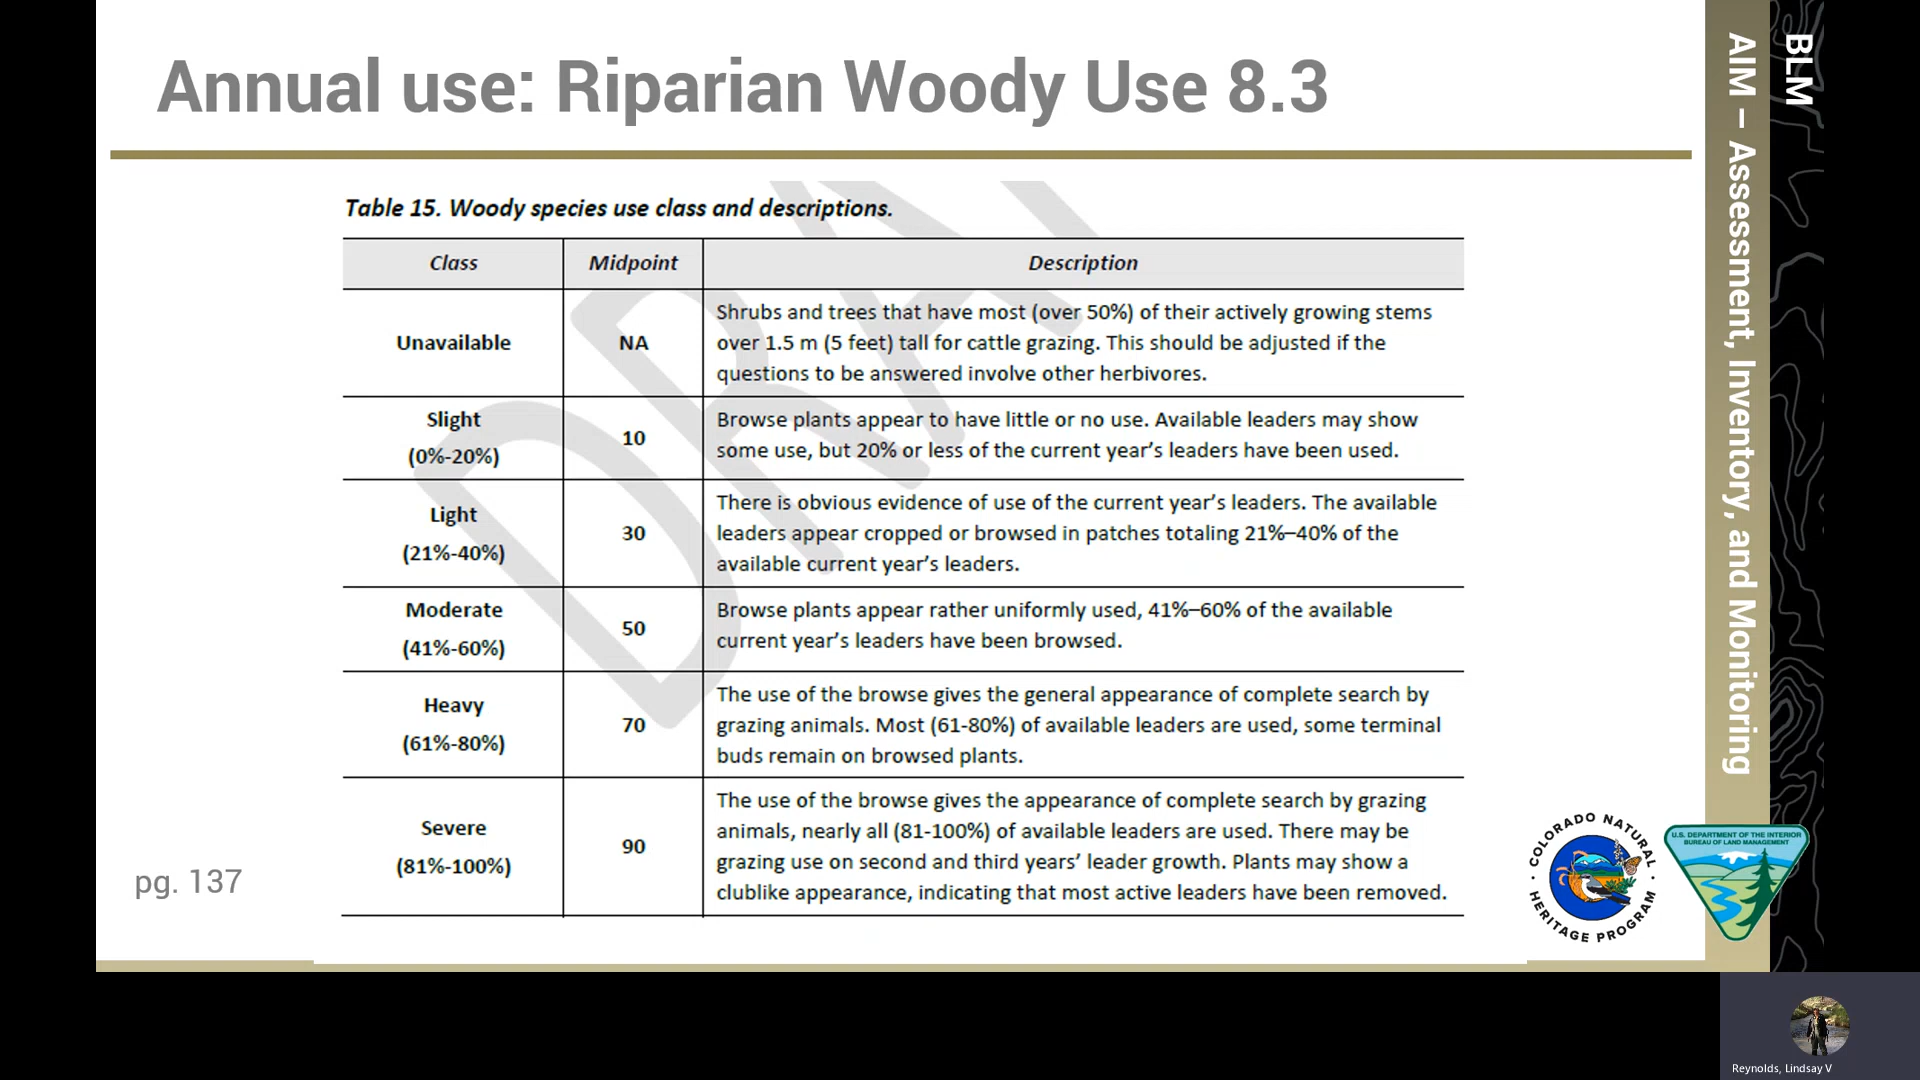 Annual use: Riparian Woody Use 8.3
Table 15. Woody species use class and descriptions.
Class Midpoint Description
Unavailable NA Shrubs and trees that have most (over 50%) of their actively growing stems
over 1.5 m (5 feet) tall for cattle grazing. This should be adjusted if the
questions to be answered involve other herbivores.
Slight
(0%-20%)
10
Browse plants appear to have little or no use. Available leaders may show
some use, but 20% or less of the current year’s leaders have been used.
Light
(21%-40%)
30
There is obvious evidence of use of the current year’s leaders. The available
leaders appear cropped or browsed in patches totaling 21%–40% of the
available current year’s leaders.
Moderate
(41%-60%)
50
Browse plants appear rather uniformly used, 41%–60% of the available
current year’s leaders have been browsed.
Heavy
(61%-80%)
70
The use of the browse gives the general appearance of complete search by
grazing animals. Most (61-80%) of available leaders are used, some terminal
buds remain on browsed plants.
Severe
(81%-100%)
90
The use of the browse gives the appearance of complete search by grazing
animals, nearly all (81-100%) of available leaders are used. There may be
grazing use on second and third years’ leader growth. Plants may show a
clublike appearance, indicating that most active leaders have been removed.
pg. 137
BLM
AIM – Assessment, Inventory, and Monitoring
COLORADO NATURAL
HERITAGE PROGRAM
U.S. DEPARTMENT OF THE INTERIOR
BUREAU OF LAND MANAGEMENT
Reynolds, Lindsay V